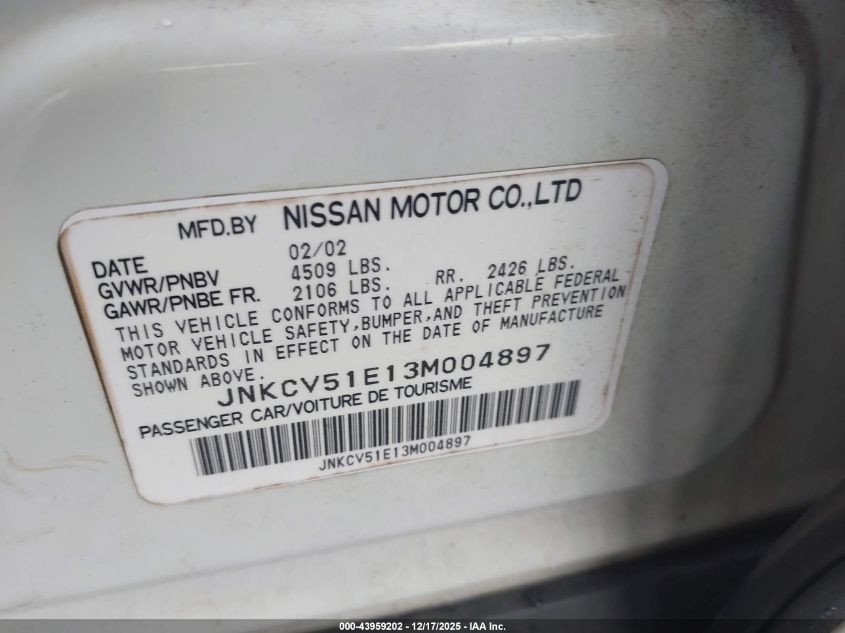 MFD.BY NISSAN MOTOR CO.,LTD
DATE 02/02
GVWR/PNBV 4509 LBS.
GAWR/PNBE FR. 2106 LBS. RR. 2426 LBS.
THIS VEHICLE CONFORMS TO ALL APPLICABLE FEDERAL
MOTOR VEHICLE SAFETY,BUMPER,AND THEFT PREVENTION
STANDARDS IN EFFECT ON THE DATE OF MANUFACTURE
SHOWN ABOVE.
JNKCV51E13M004897
PASSENGER CAR/VOITURE DE TOURISME
JNKCV51E13M004897
000-43959202 - 12/17/2025 - IAA Inc.